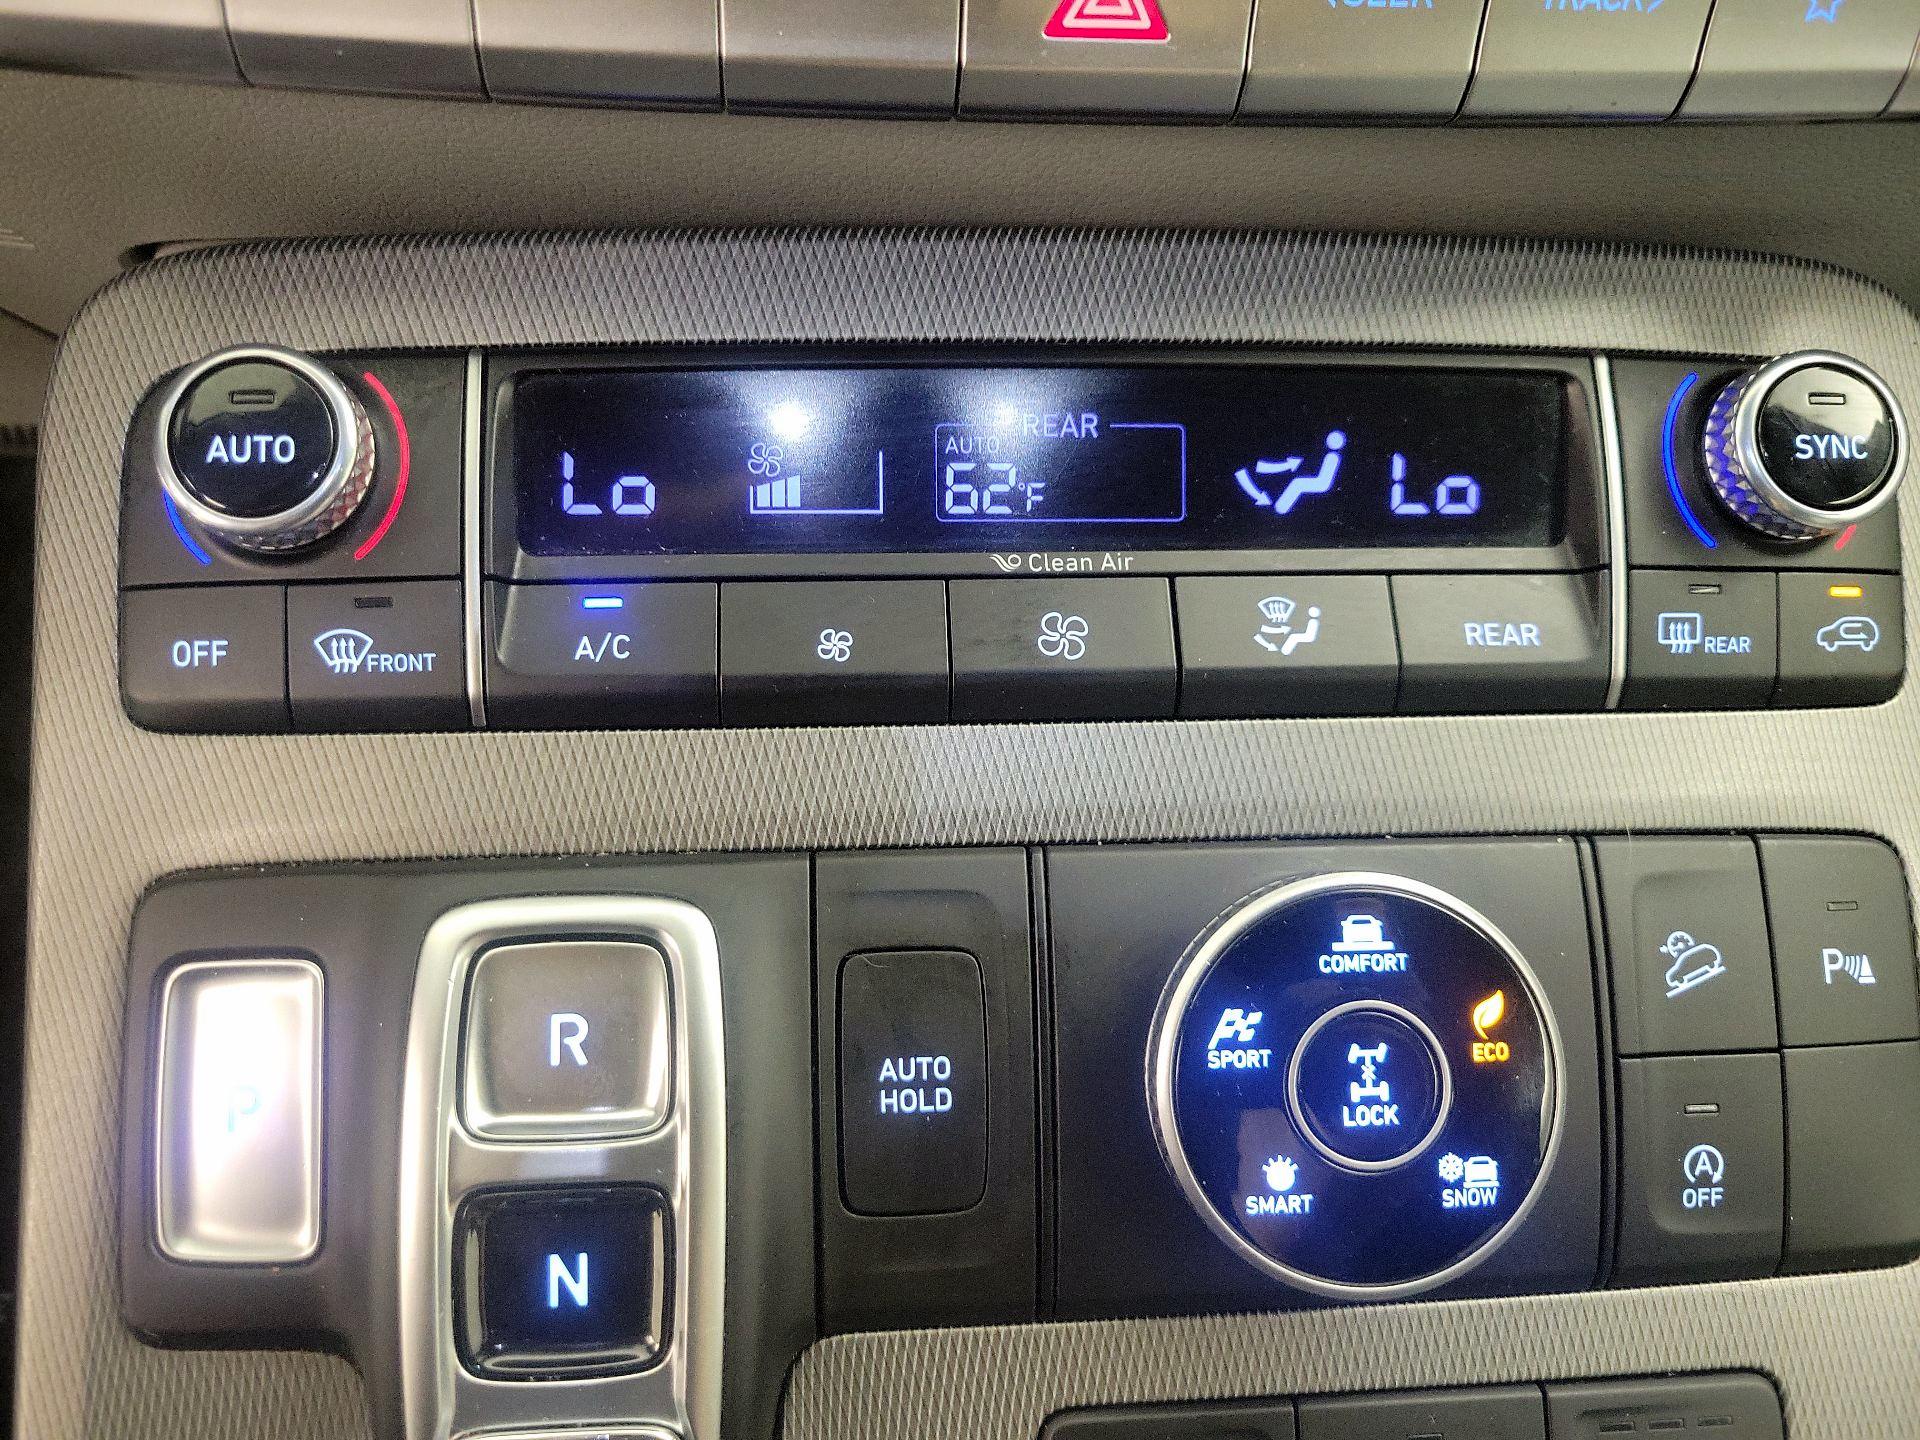 TRACK>
AUTO
Lo
REAR
AUTO
62°F
Lo
SYNC
Clean Air
OFF
FRONT
A/C
REAR
REAR
P
R
N
AUTO
HOLD
COMFORT
SPORT
ECO
LOCK
SMART
SNOW
P
A
OFF